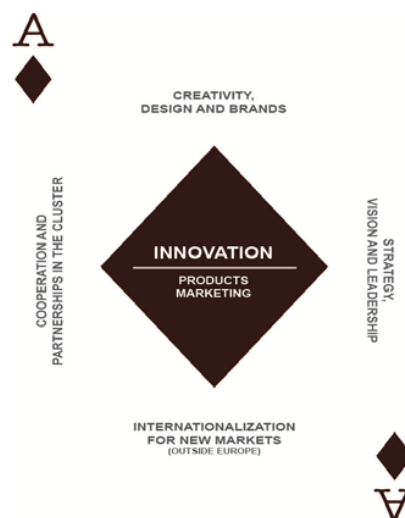 A
CREATIVITY,
DESIGN AND BRANDS
COOPERATION AND
PARTNERSHIPS IN THE CLUSTER
INNOVATION
PRODUCTS
MARKETING
STRATEGY,
VISION AND LEADERSHIP
INTERNATIONALIZATION
FOR NEW MARKETS
(OUTSIDE EUROPE)
A